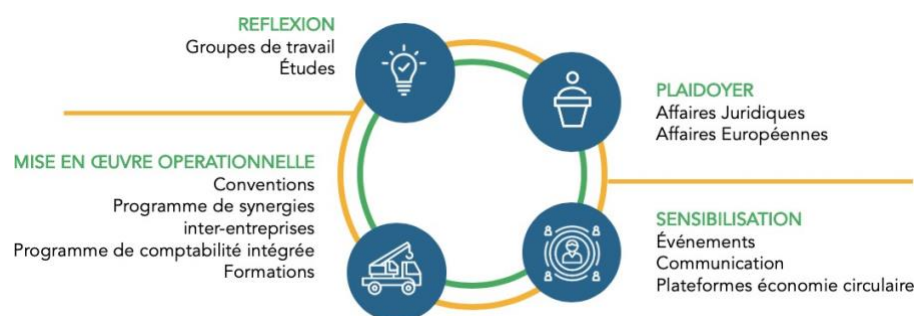 REFLEXION
Groupes de travail
Études
PLAIDOYER
Affaires Juridiques
Affaires Européennes
MISE EN ŒUVRE OPERATIONNELLE
Conventions
Programme de synergies
inter-entreprises
Programme de comptabilité intégrée
Formations
SENSIBILISATION
Événements
Communication
Plateformes économie circulaire